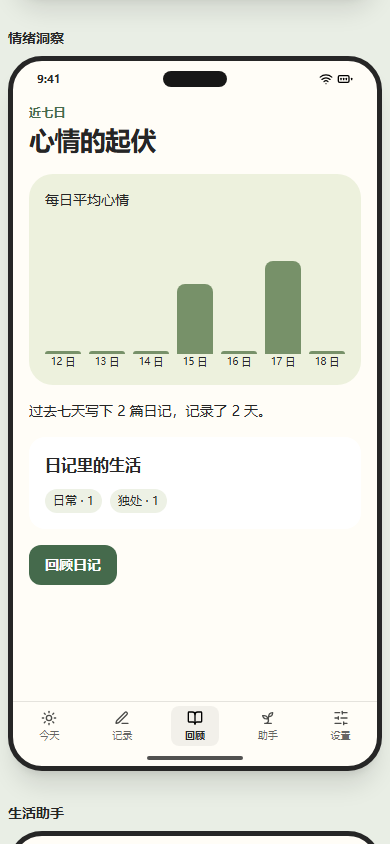 情绪洞察
9:41
近七日
心情的起伏
每日平均心情
12 日 13 日 14 日 15 日 16 日 17 日 18 日
过去七天写下 2 篇日记，记录了 2 天。
日记里的生活
日常 · 1 独处 · 1
回顾日记
今天 记录 回顾 助手 设置
生活助手